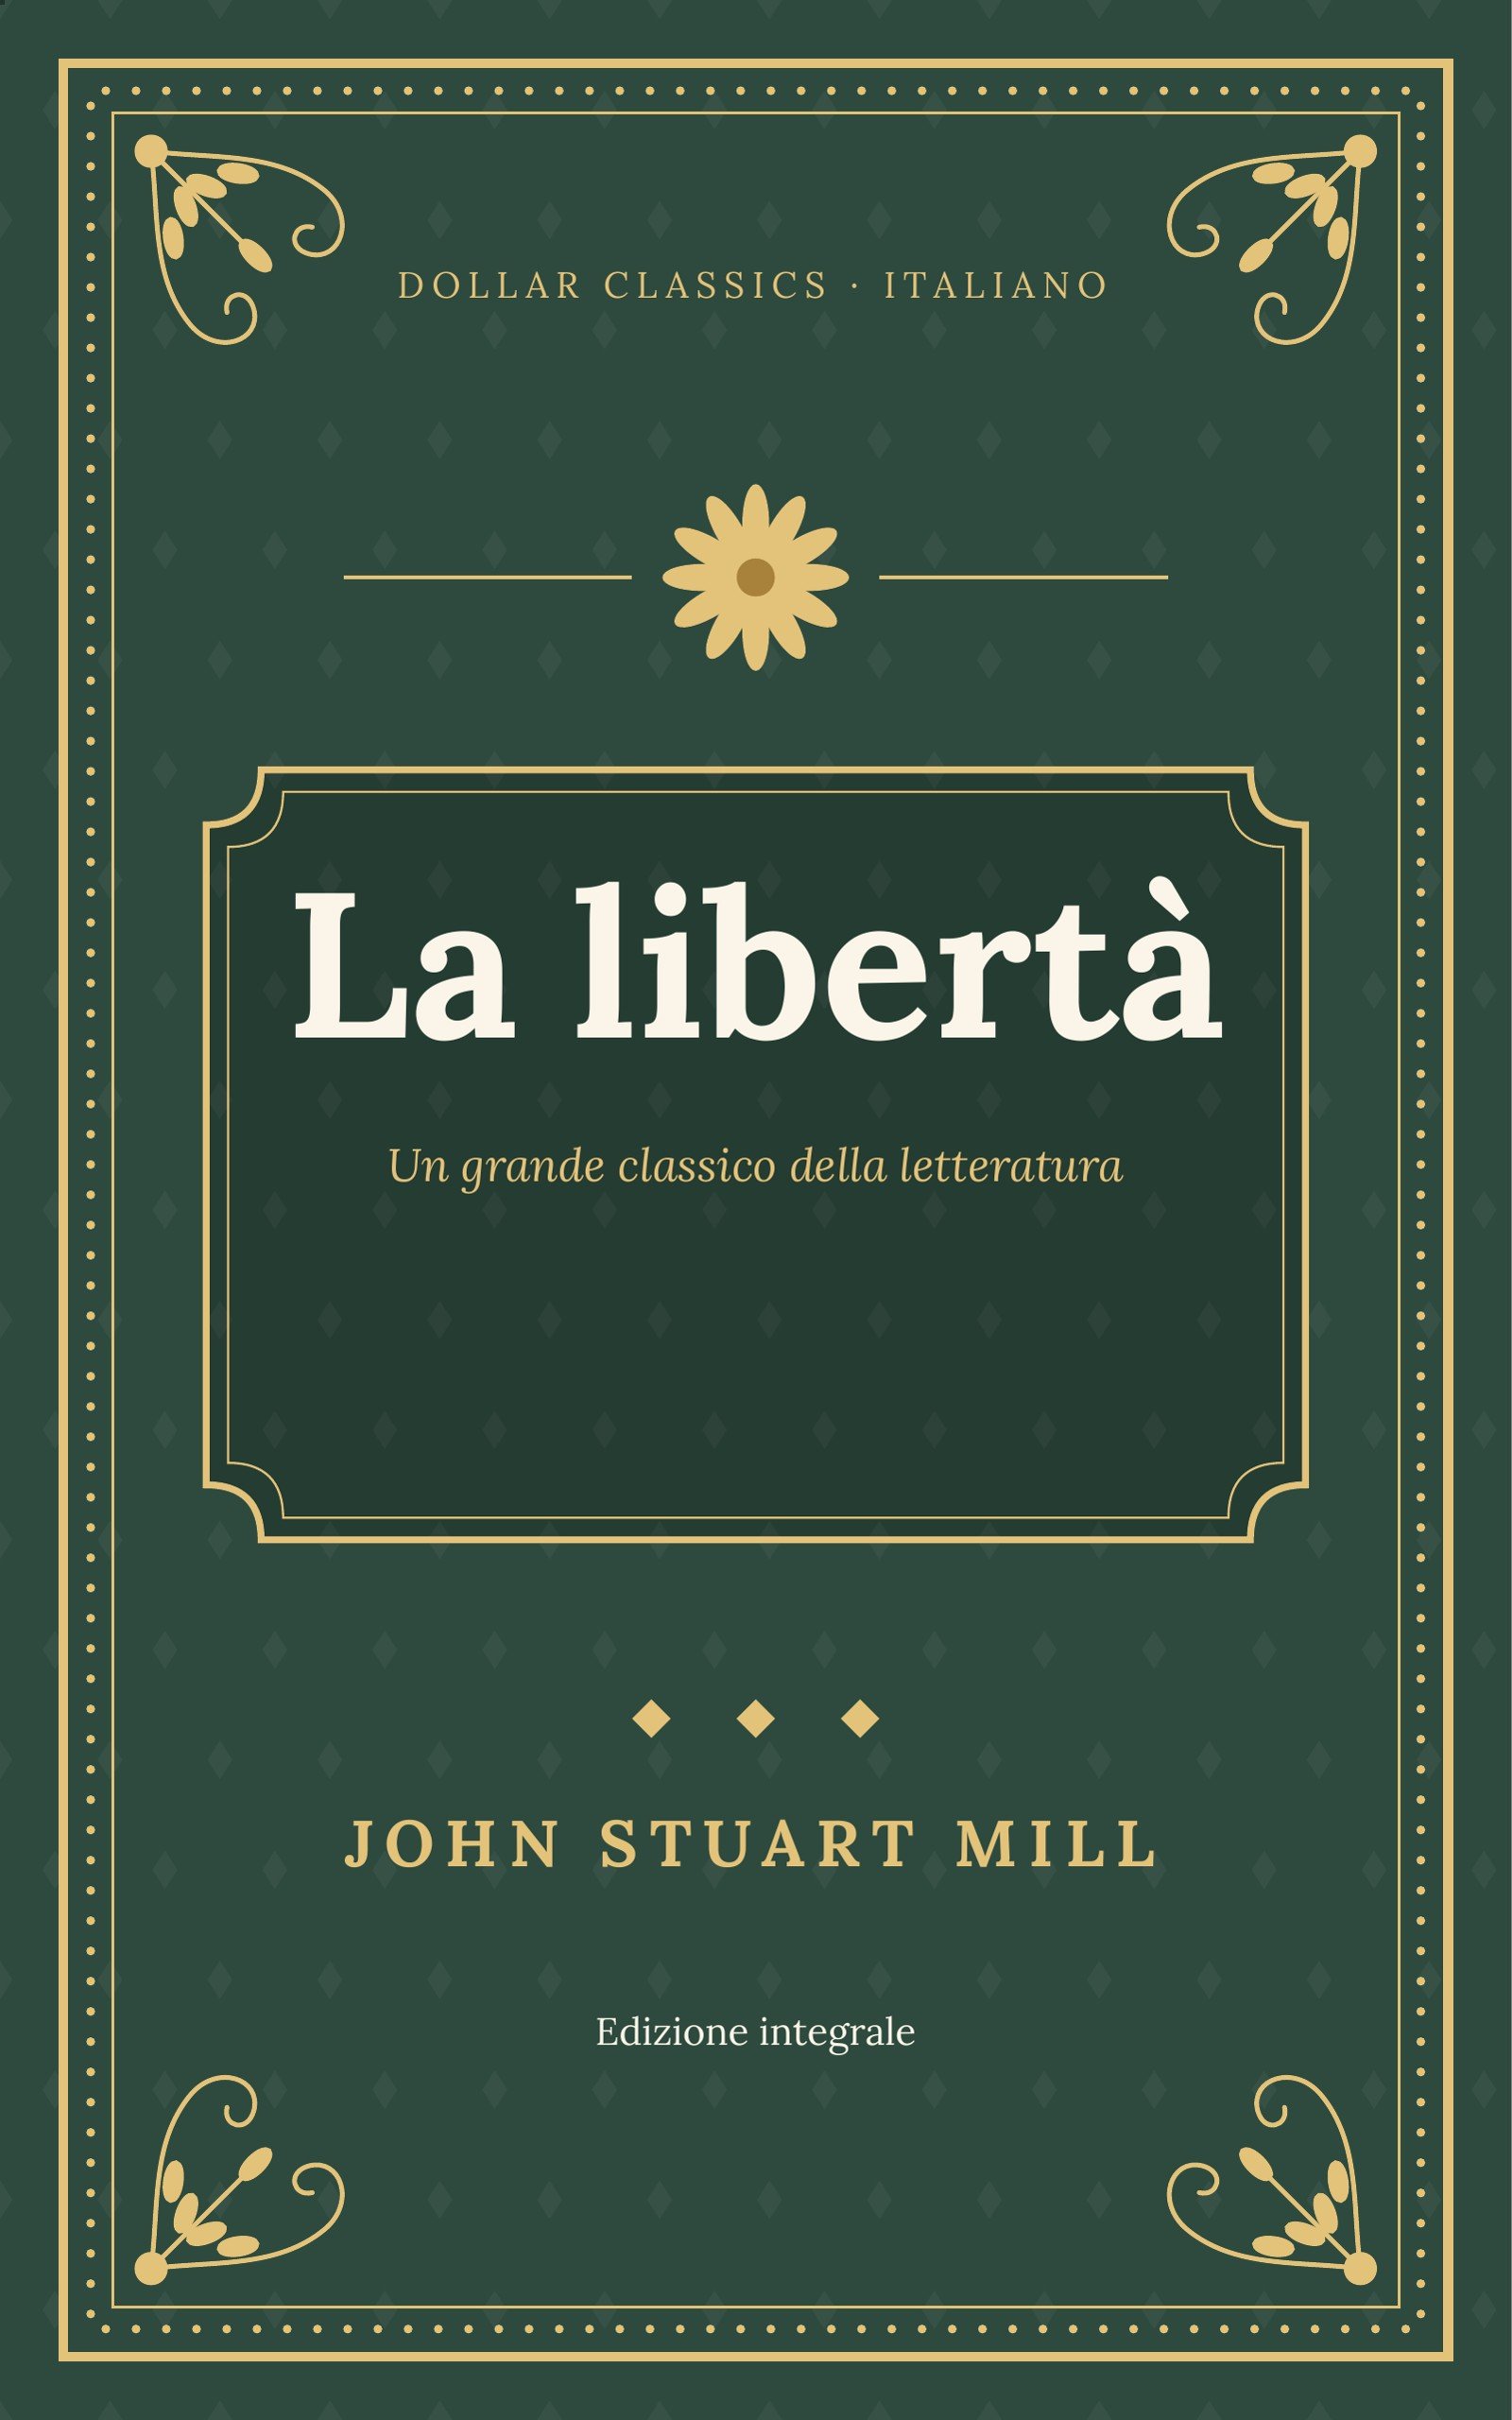 DOLLAR CLASSICS · ITALIANO
La libertà
Un grande classico della letteratura
JOHN STUART MILL
Edizione integrale